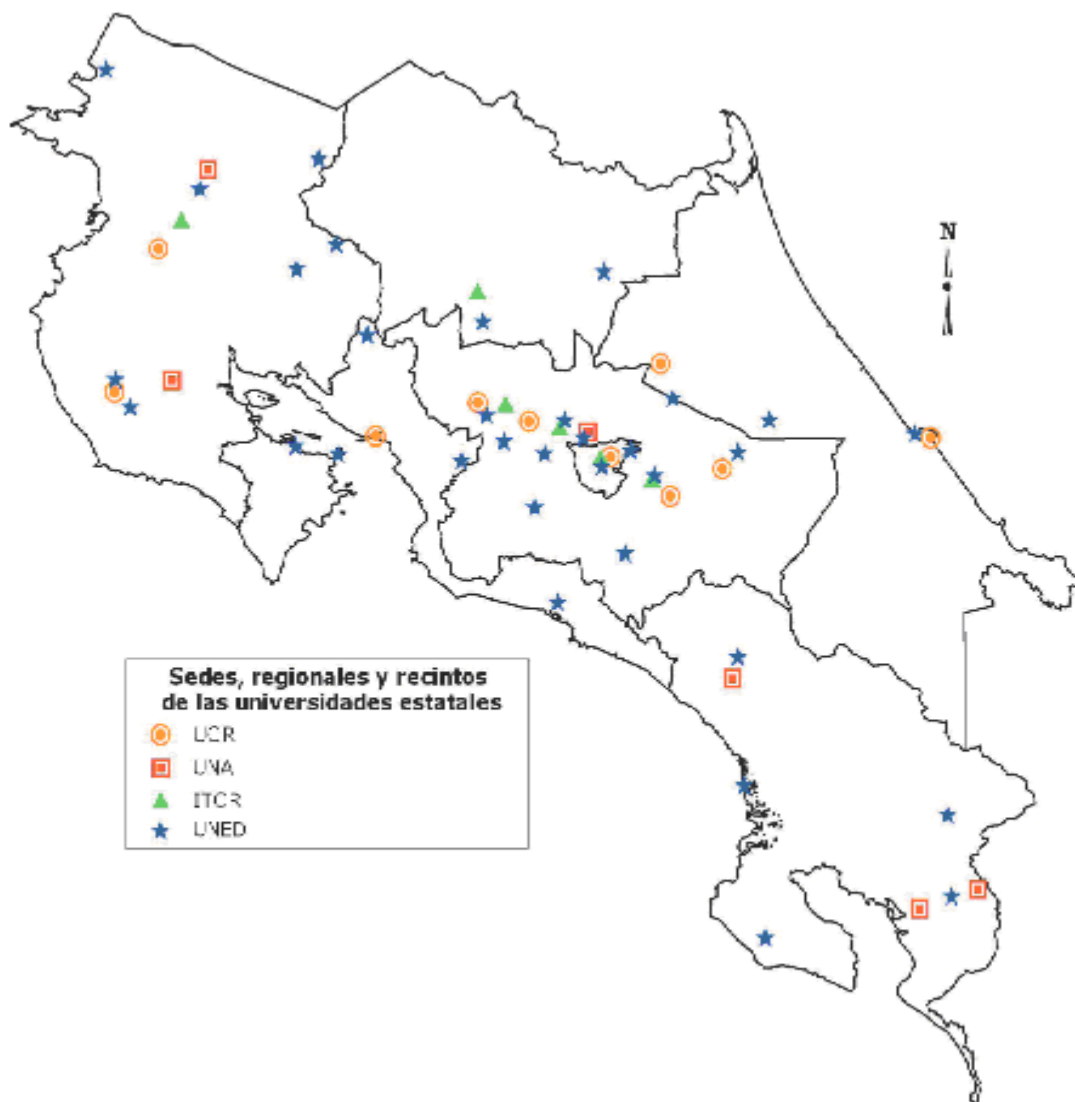 N
Sedes, regionales y recintos
de las universidades estatales
UCR
UNA
ITCR
UNED